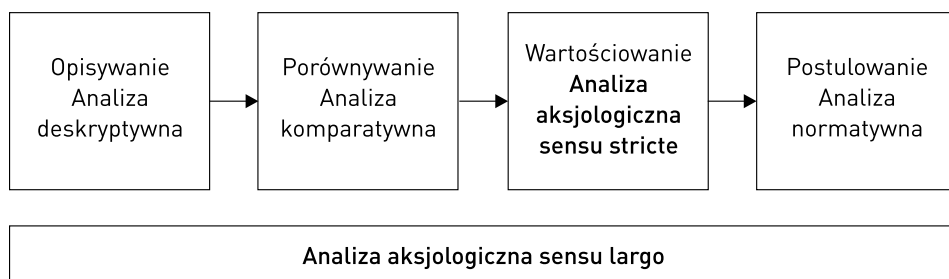 Opisywanie
Analiza
deskryptywna
Porównywanie
Analiza
komparatywna
Wartościowanie
Analiza
aksjologiczna
sensu stricte
Postulowanie
Analiza
normatywna
Analiza aksjologiczna sensu largo